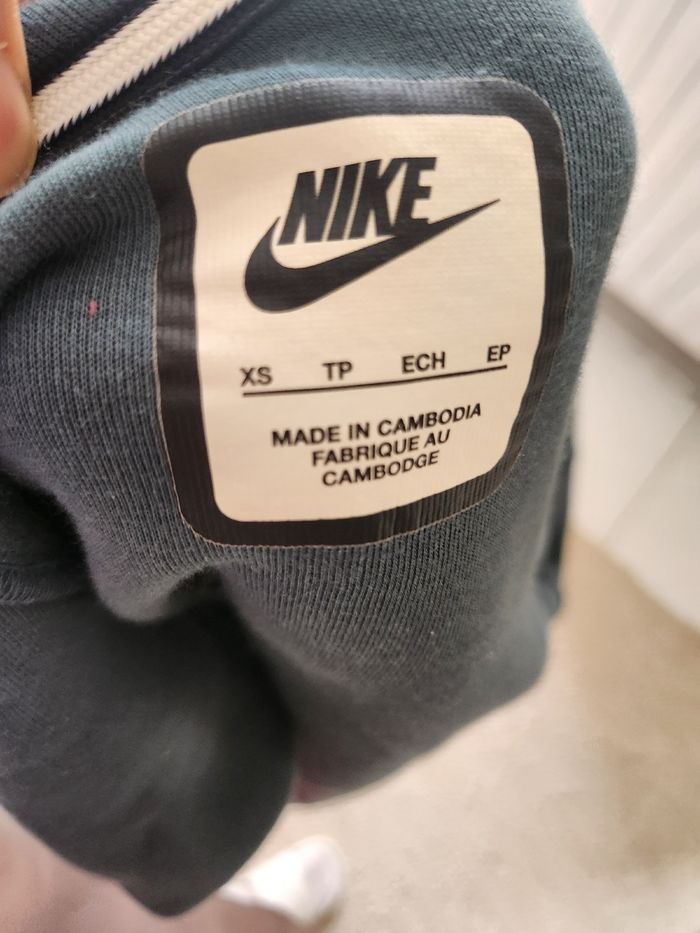 NIKE
XS TP ECH EP
MADE IN CAMBODIA
FABRIQUE AU
CAMBODGE